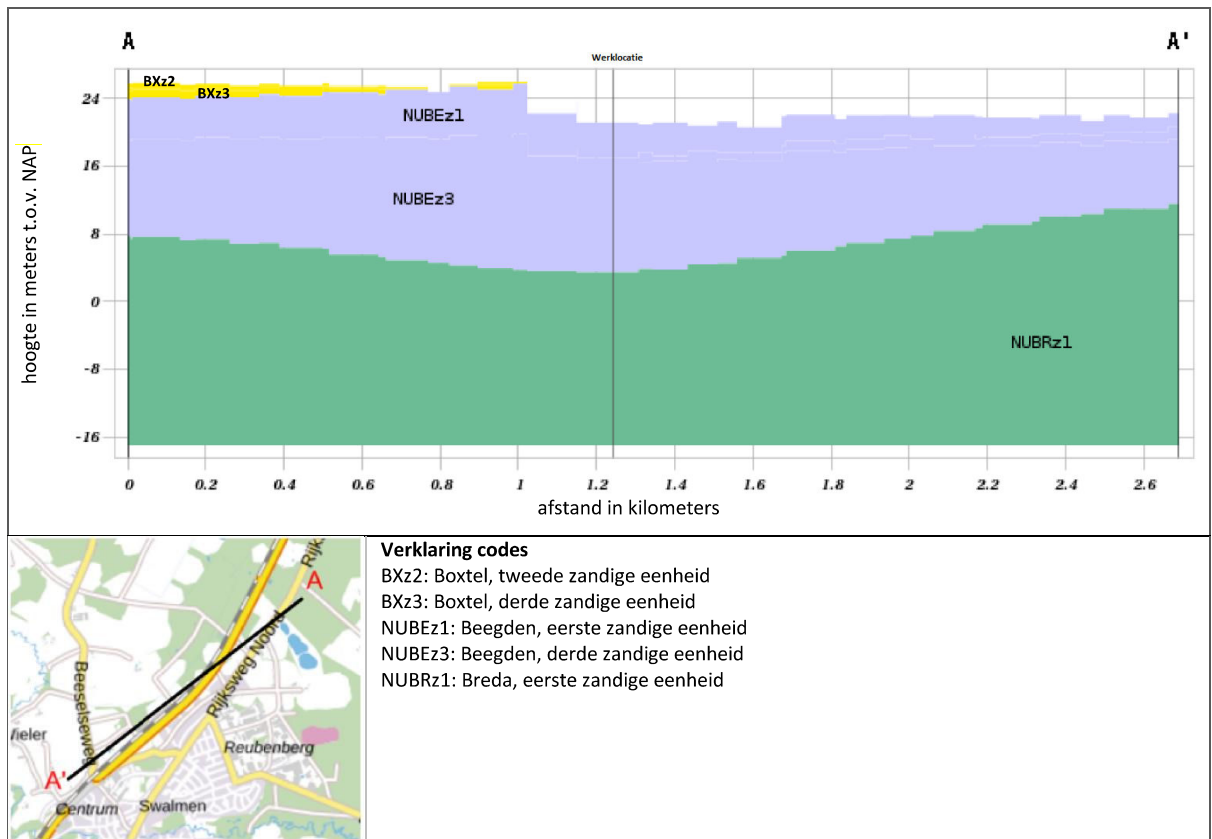 A
A'
Werklocatie
BXz2
BXz3
NUBEz1
NUBEz3
NUBRz1
hoogte in meters t.o.v. NAP
24
16
8
0
-8
-16
0 0.2 0.4 0.6 0.8 1 1.2 1.4 1.6 1.8 2 2.2 2.4 2.6
afstand in kilometers
Rijk
A
Rijksweg Noord
Beeselseweg
ieler
Reubenberg
A'
Centrum
Swalmen
Verklaring codes
BXz2: Boxtel, tweede zandige eenheid
BXz3: Boxtel, derde zandige eenheid
NUBEz1: Beegden, eerste zandige eenheid
NUBEz3: Beegden, derde zandige eenheid
NUBRz1: Breda, eerste zandige eenheid